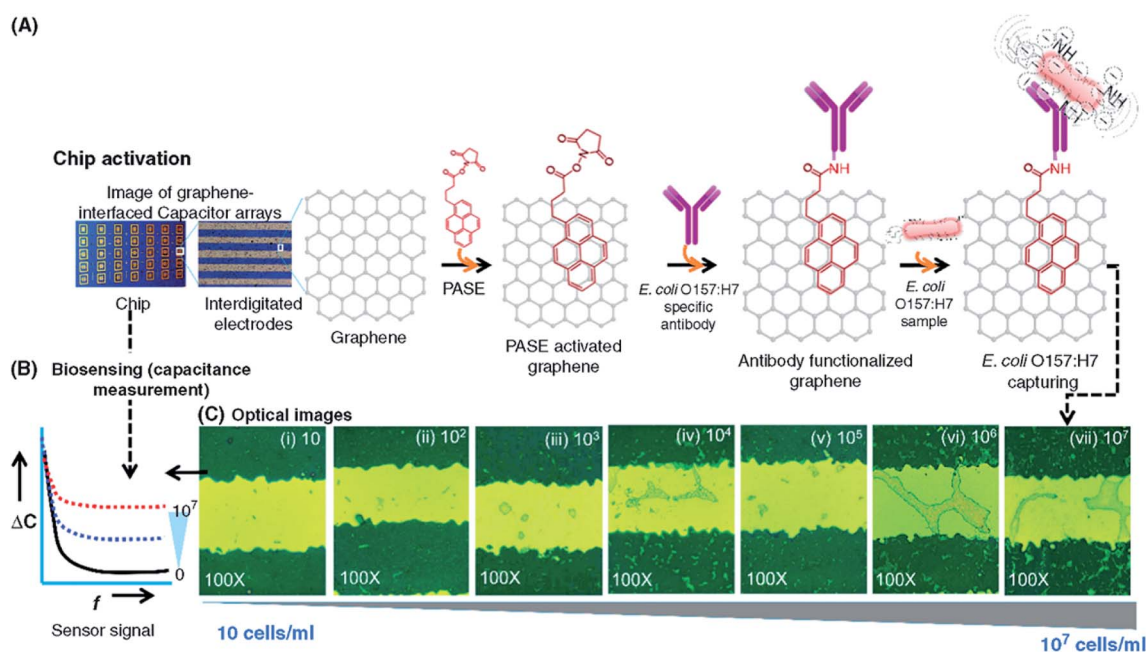 (A)
Chip activation
Image of graphene-
interfaced Capacitor arrays
Chip
Interdigitated
electrodes
Graphene
PASE
PASE activated
graphene
E. coli O157:H7
specific
antibody
Antibody functionalized
graphene
E. coli
O157:H7
sample
E. coli O157:H7
capturing
O
N
O
O
O
O
N
O
O
O
O
NH
O
NH
NH
NH
NH
NH
(B)
Biosensing (capacitance
measurement)
ΔC
10⁷
0
f
Sensor signal
(C) Optical images
(i) 10
(ii) 10²
(iii) 10³
(iv) 10⁴
(v) 10⁵
(vi) 10⁶
(vii) 10⁷
100X
100X
100X
100X
100X
100X
100X
10 cells/ml
10⁷ cells/ml